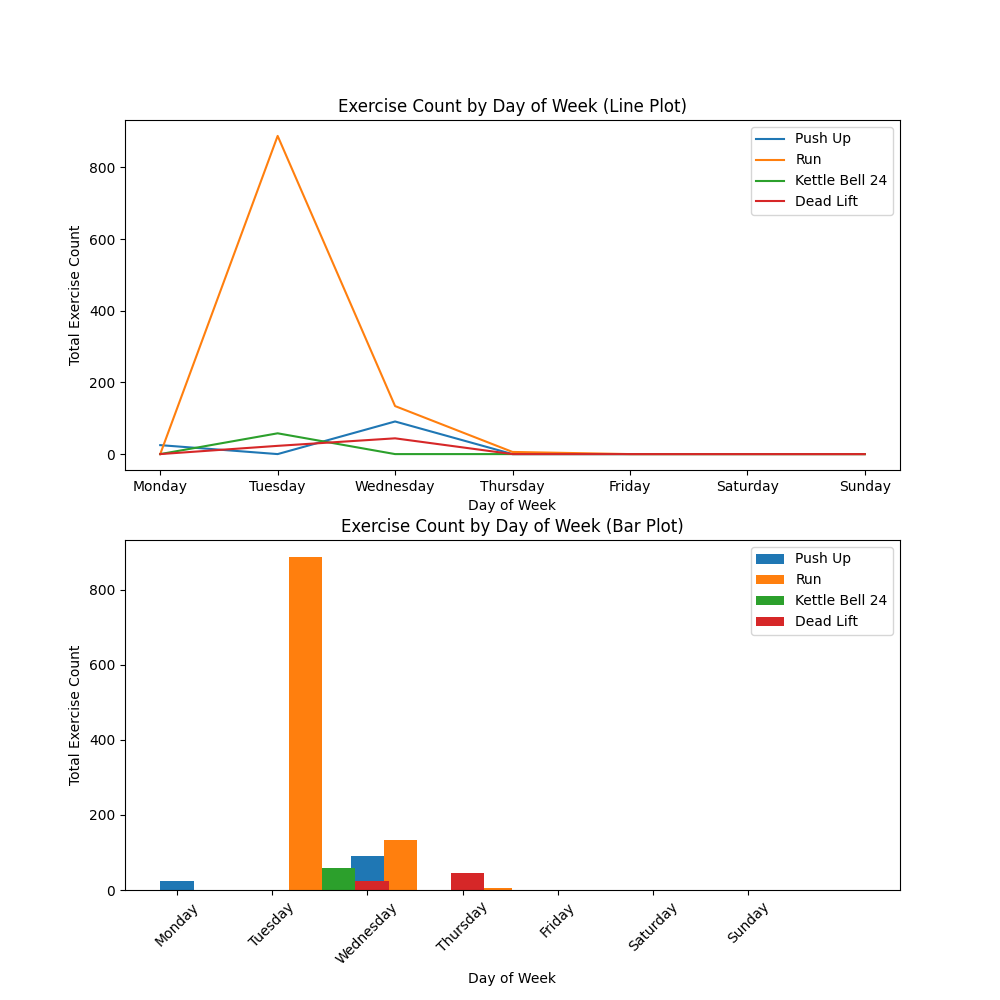 Exercise Count by Day of Week (Line Plot)
Total Exercise Count
800
600
400
200
0
Push Up
Run
Kettle Bell 24
Dead Lift
Monday Tuesday Wednesday Thursday Friday Saturday Sunday
Day of Week
Exercise Count by Day of Week (Bar Plot)
Total Exercise Count
800
600
400
200
0
Push Up
Run
Kettle Bell 24
Dead Lift
Monday Tuesday Wednesday Thursday Friday Saturday Sunday
Day of Week